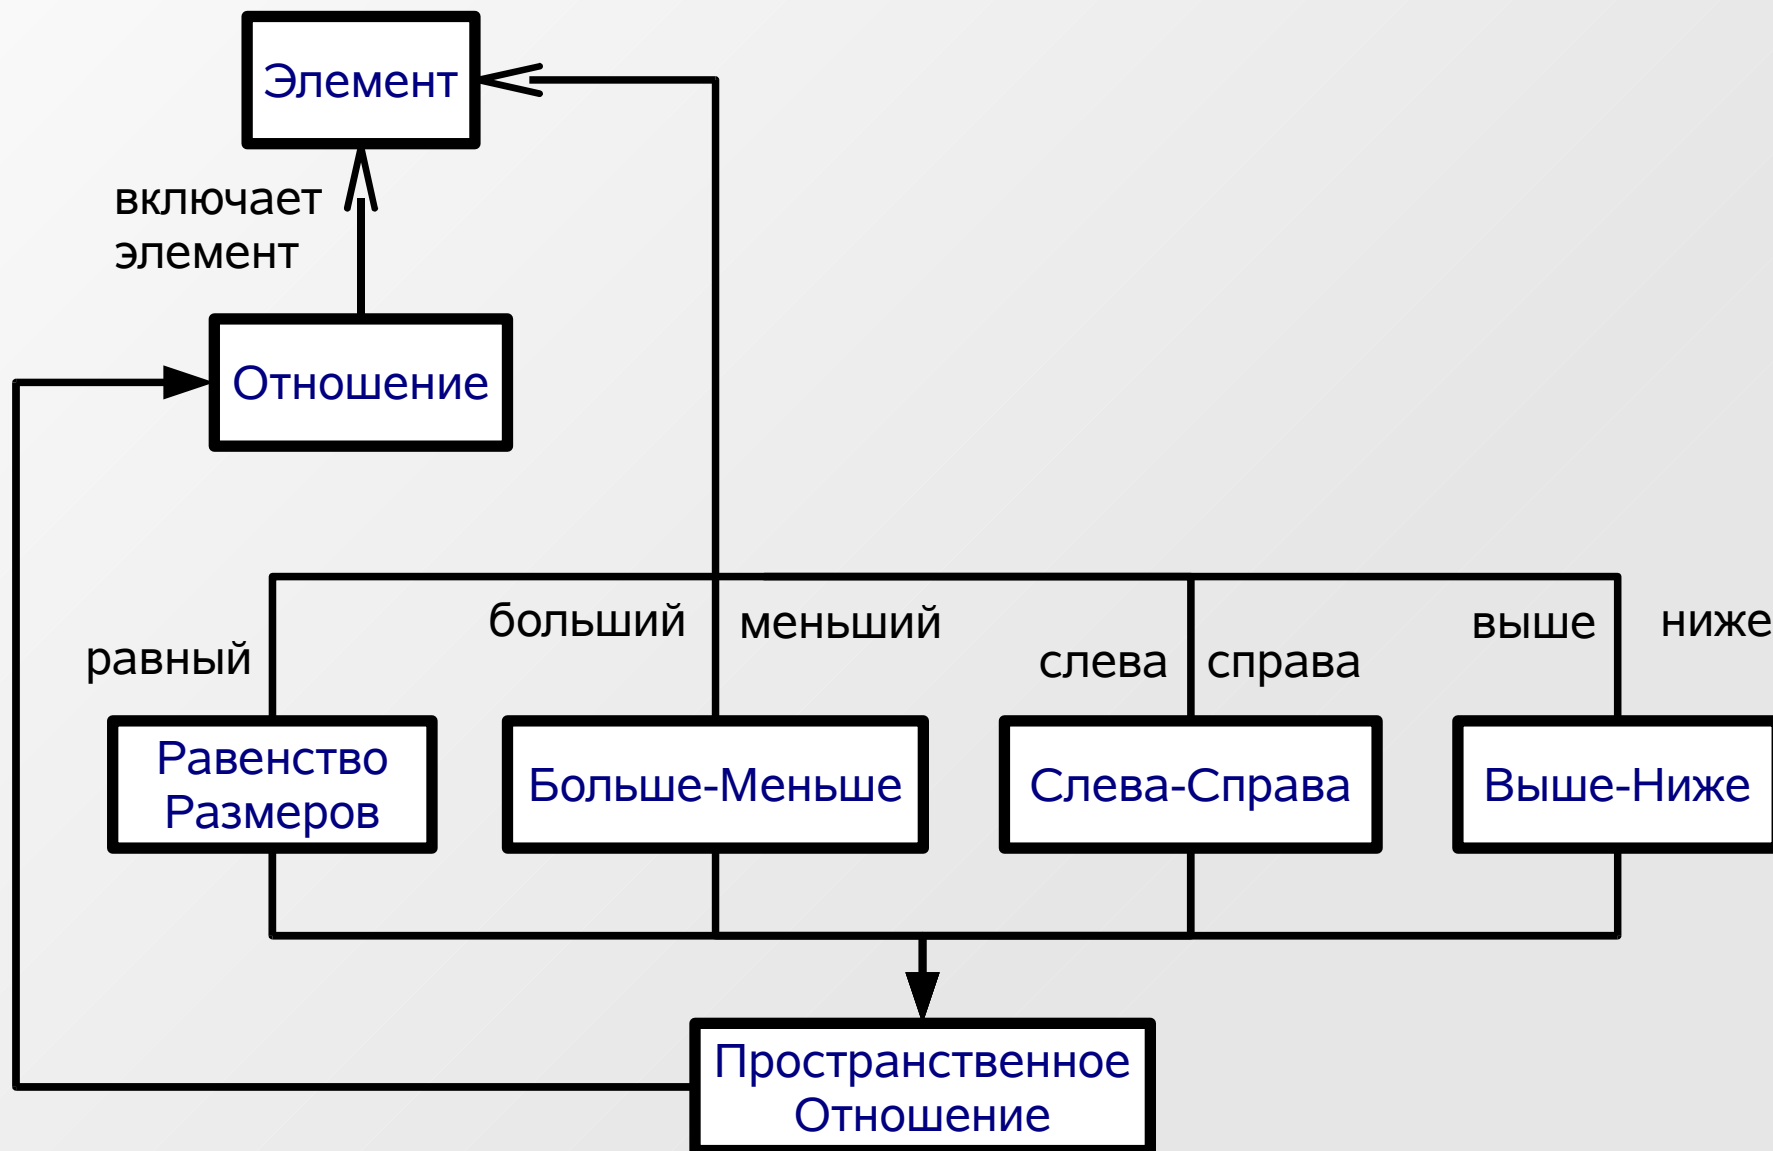 Элемент
включает
элемент
Отношение
равный
больший
меньший
слева
справа
выше
ниже
Равенство
Размеров
Больше-Меньше
Слева-Справа
Выше-Ниже
Пространственное
Отношение